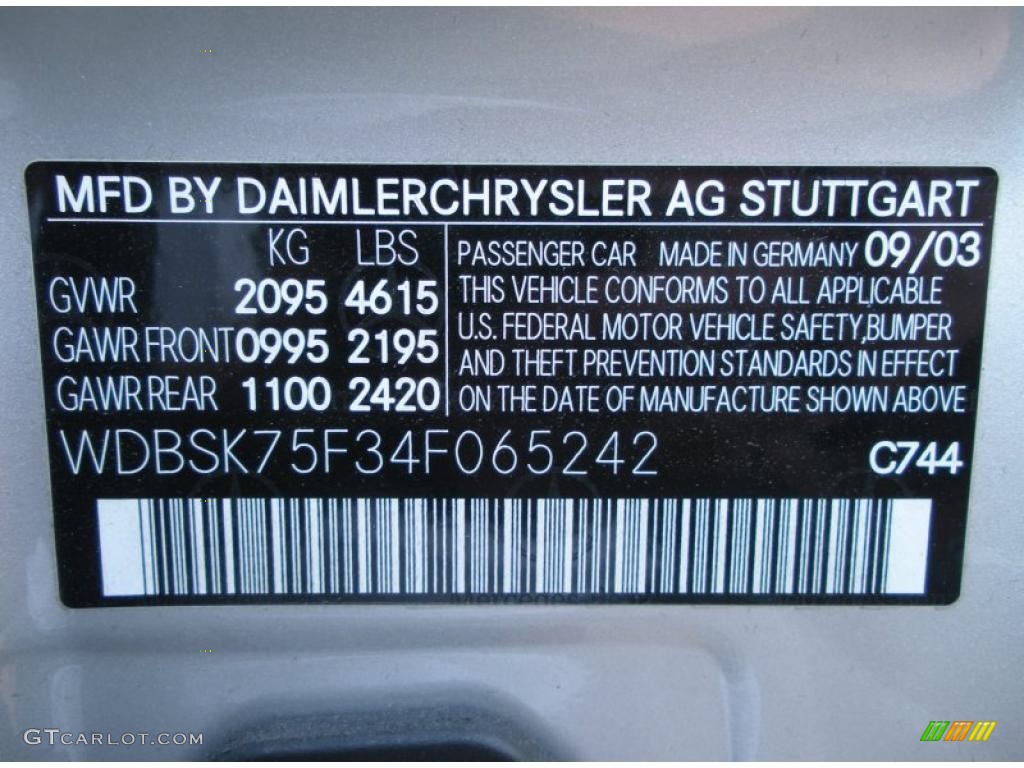 MFD BY DAIMLERCHRYSLER AG STUTTGART
KG LBS
GVWR 2095 4615
GAWR FRONT 0995 2195
GAWR REAR 1100 2420
PASSENGER CAR MADE IN GERMANY 09/03
THIS VEHICLE CONFORMS TO ALL APPLICABLE
U.S. FEDERAL MOTOR VEHICLE SAFETY,BUMPER
AND THEFT PREVENTION STANDARDS IN EFFECT
ON THE DATE OF MANUFACTURE SHOWN ABOVE
WDBSK75F34F065242 C744
GTCARLOT.COM